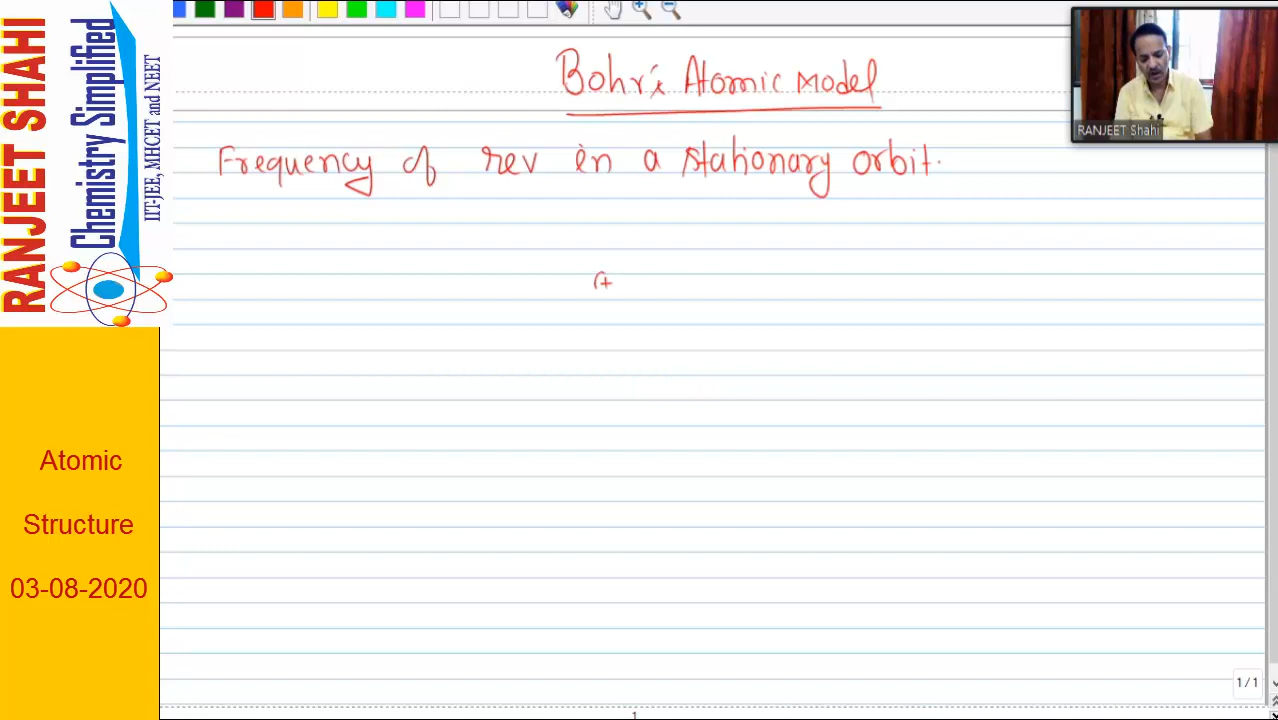 RANJEET SHAHI
Chemistry Simplified
IIT-JEE, MHCET and NEET
Bohr's Atomic Model
RANJEET Shahi
Frequency of rev in a stationary orbit.
Atomic
Structure
03-08-2020
1/1
1